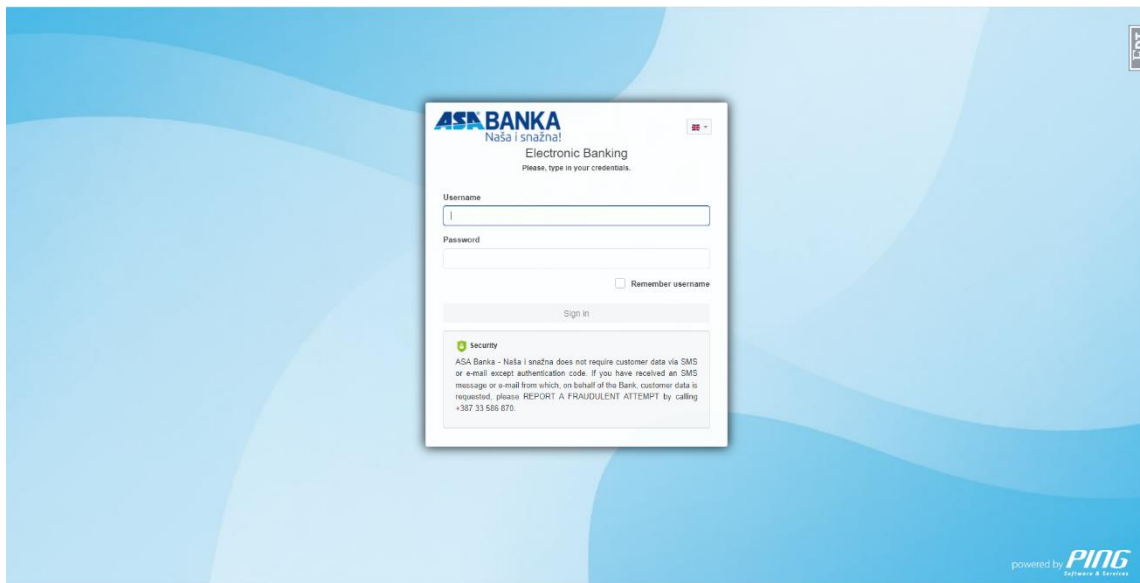 ASA BANKA
Naša i snažna!
Electronic Banking
Please, type in your credentials.
Username
Password
Remember username
Sign in
Security
ASA Banka - Naša i snažna does not require customer data via SMS
or e-mail except authentication code. If you have received an SMS
message or e-mail from which, on behalf of the Bank, customer data is
requested, please REPORT A FRAUDULENT ATTEMPT by calling
+387 33 586 870.
powered by PING
Software & Services